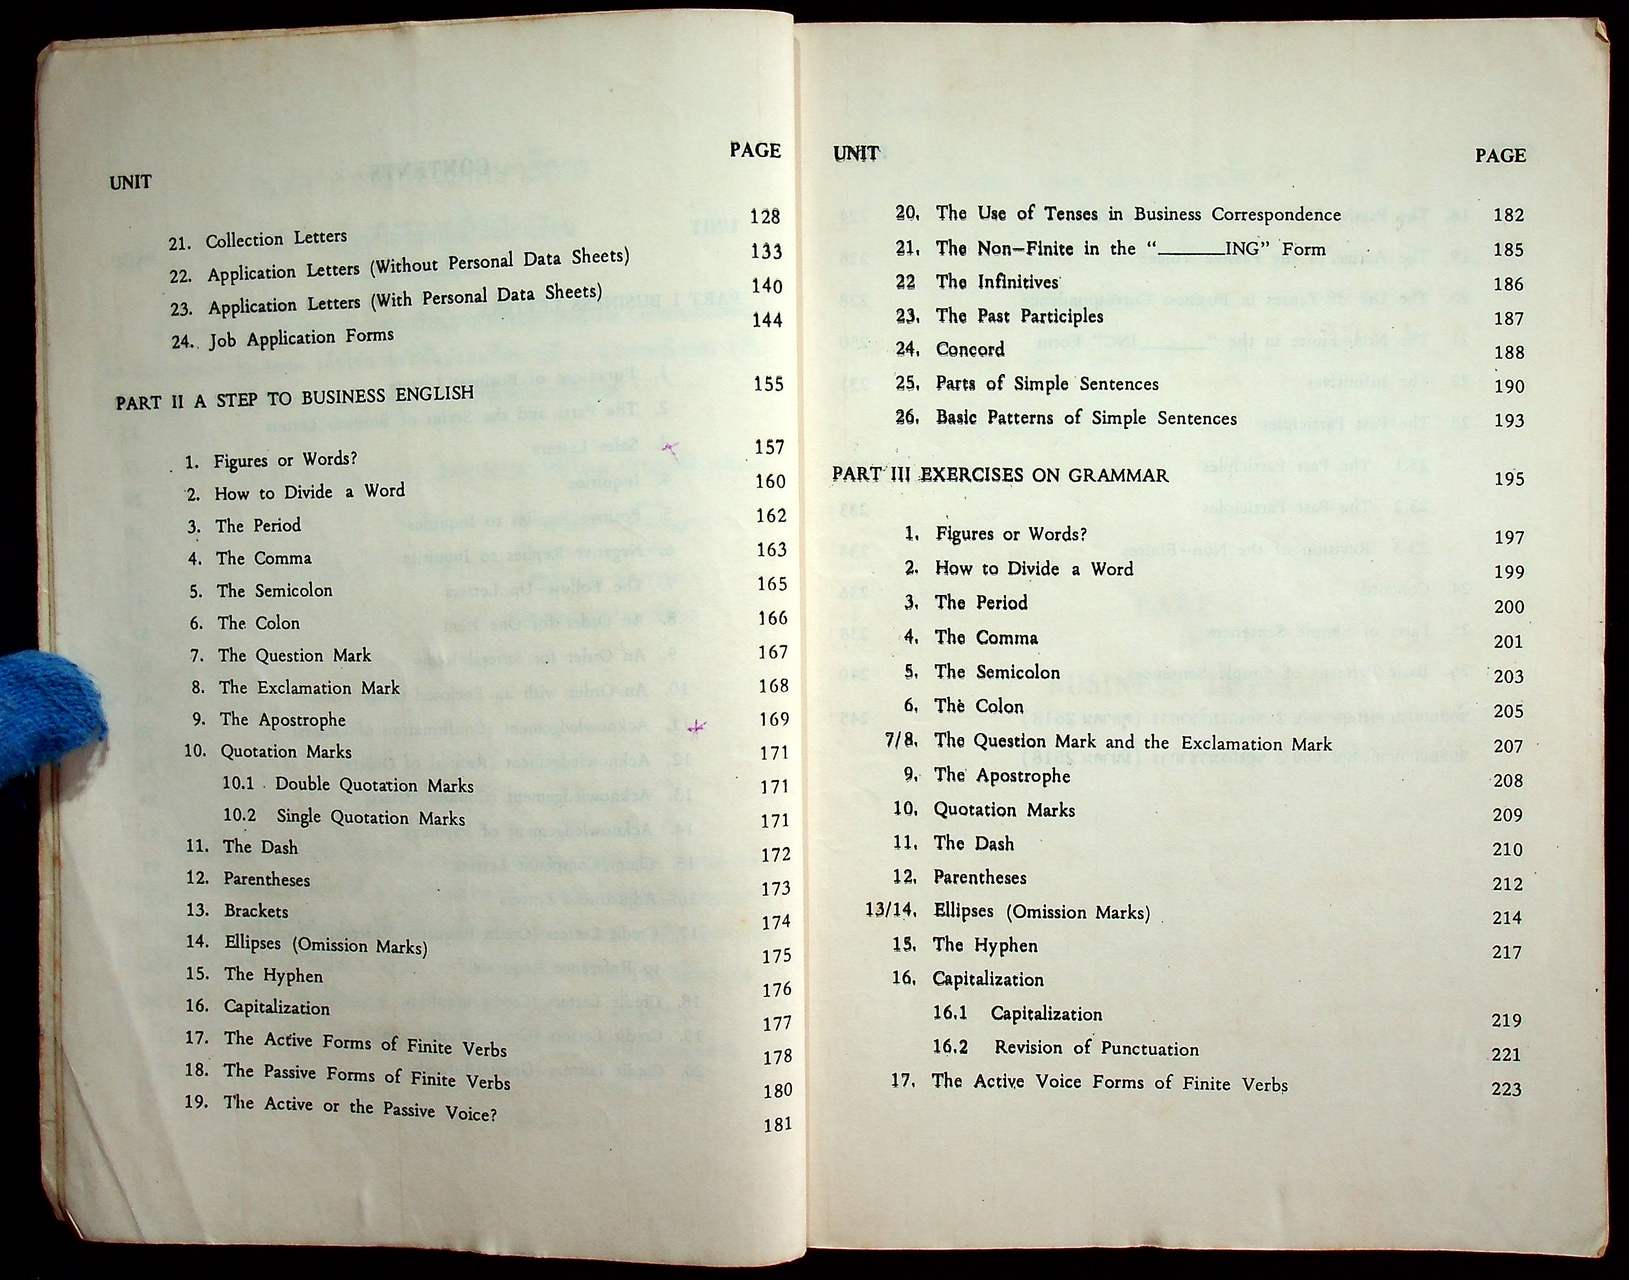 UNIT PAGE
21. Collection Letters 128
22. Application Letters (Without Personal Data Sheets) 133
23. Application Letters (With Personal Data Sheets) 140
24. Job Application Forms 144
PART II A STEP TO BUSINESS ENGLISH 155
1. Figures or Words? 157
2. How to Divide a Word 160
3. The Period 162
4. The Comma 163
5. The Semicolon 165
6. The Colon 166
7. The Question Mark 167
8. The Exclamation Mark 168
9. The Apostrophe 169
10. Quotation Marks 171
10.1 Double Quotation Marks 171
10.2 Single Quotation Marks 171
11. The Dash 172
12. Parentheses 173
13. Brackets 174
14. Ellipses (Omission Marks) 175
15. The Hyphen 176
16. Capitalization 177
17. The Active Forms of Finite Verbs 178
18. The Passive Forms of Finite Verbs 180
19. The Active or the Passive Voice? 181
UNIT PAGE
20. The Use of Tenses in Business Correspondence 182
21. The Non-Finite in the "______ING" Form 185
22 The Infinitives 186
23. The Past Participles 187
24. Concord 188
25. Parts of Simple Sentences 190
26. Basic Patterns of Simple Sentences 193
PART III EXERCISES ON GRAMMAR 195
1. Figures or Words? 197
2. How to Divide a Word 199
3. The Period 200
4. The Comma 201
5. The Semicolon 203
6. The Colon 205
7/8. The Question Mark and the Exclamation Mark 207
9. The Apostrophe 208
10. Quotation Marks 209
11. The Dash 210
12. Parentheses 212
13/14. Ellipses (Omission Marks) 214
15. The Hyphen 217
16. Capitalization
16.1 Capitalization 219
16.2 Revision of Punctuation 221
17. The Active Voice Forms of Finite Verbs 223